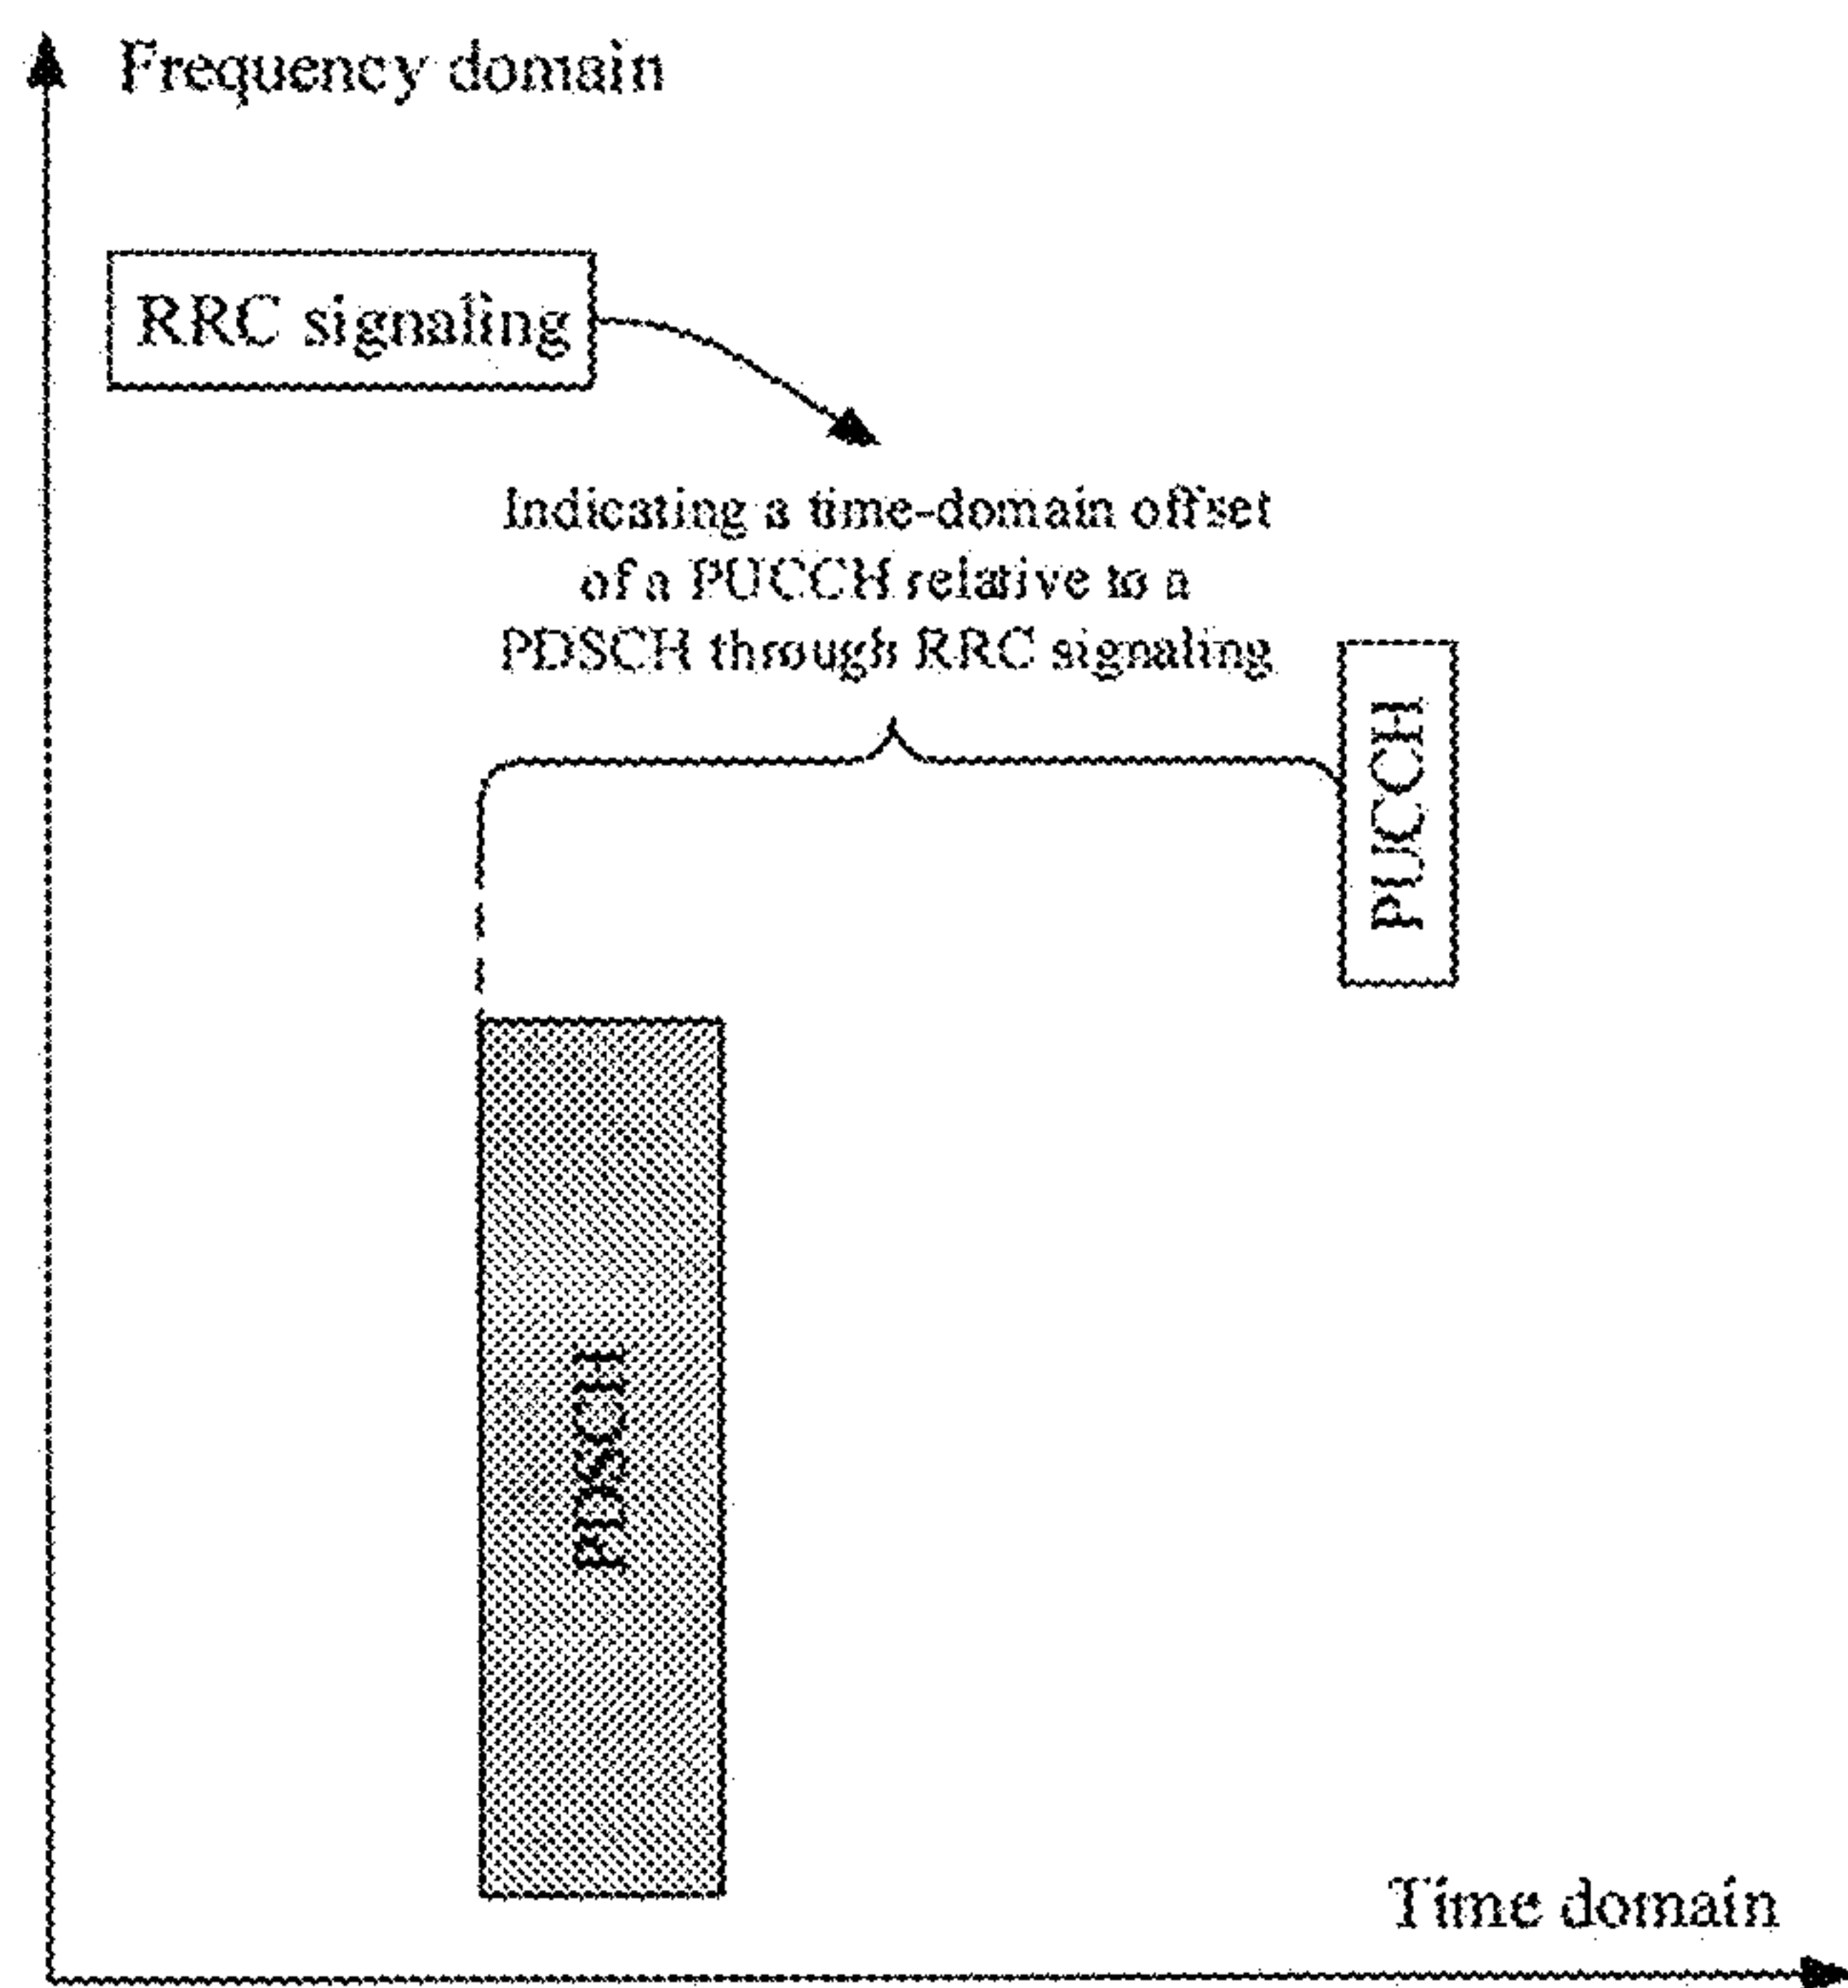 Frequency domain
RRC signaling
Indicating a time-domain offset
of a PUCCH relative to a
PDSCH through RRC signaling
PUCCH
PDSCH
Time domain